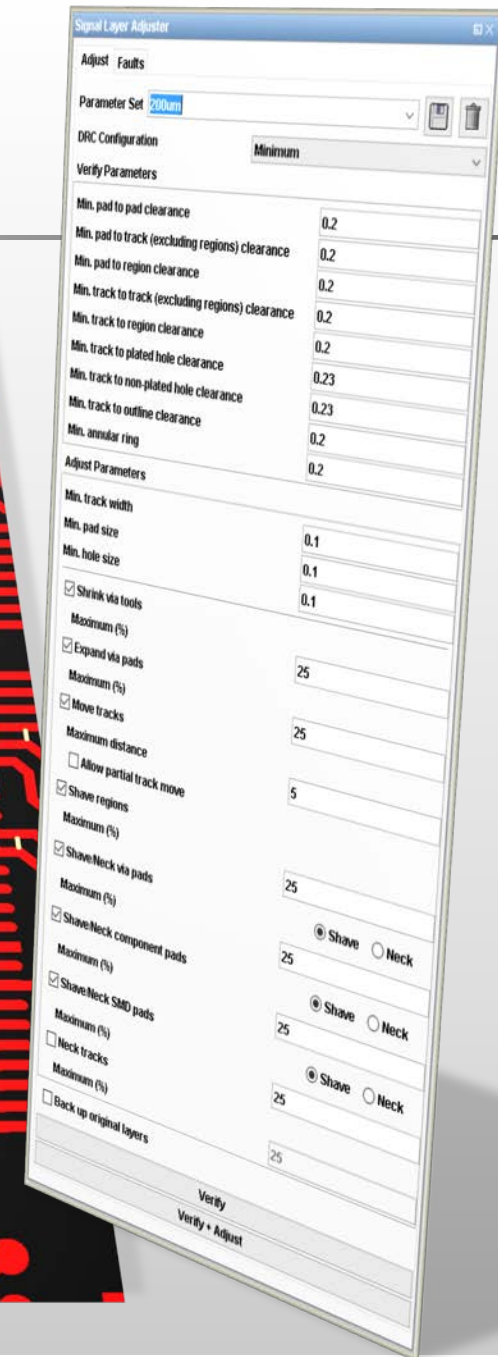 Signal Layer Adjuster
Adjust Faults
Parameter Set 200um
DRC Configuration Minimum
Verify Parameters
Min. pad to pad clearance 0.2
Min. pad to track (excluding regions) clearance 0.2
Min. pad to region clearance 0.2
Min. track to track (excluding regions) clearance 0.2
Min. track to region clearance 0.2
Min. track to plated hole clearance 0.23
Min. track to non-plated hole clearance 0.23
Min. track to outline clearance 0.2
Min. annular ring 0.2
Adjust Parameters
Min. track width 0.1
Min. pad size 0.1
Min. hole size 0.1
Shrink via tools
Maximum (%) 25
Expand via pads
Maximum (%) 25
Move tracks
Maximum distance 5
Allow partial track move
Shave regions
Maximum (%) 25
Shave/Neck via pads Shave Neck
Maximum (%) 25
Shave/Neck component pads Shave Neck
Maximum (%) 25
Shave/Neck SMD pads Shave Neck
Maximum (%) 25
Neck tracks
Maximum (%) 25
Back up original layers
Verify
Verify + Adjust